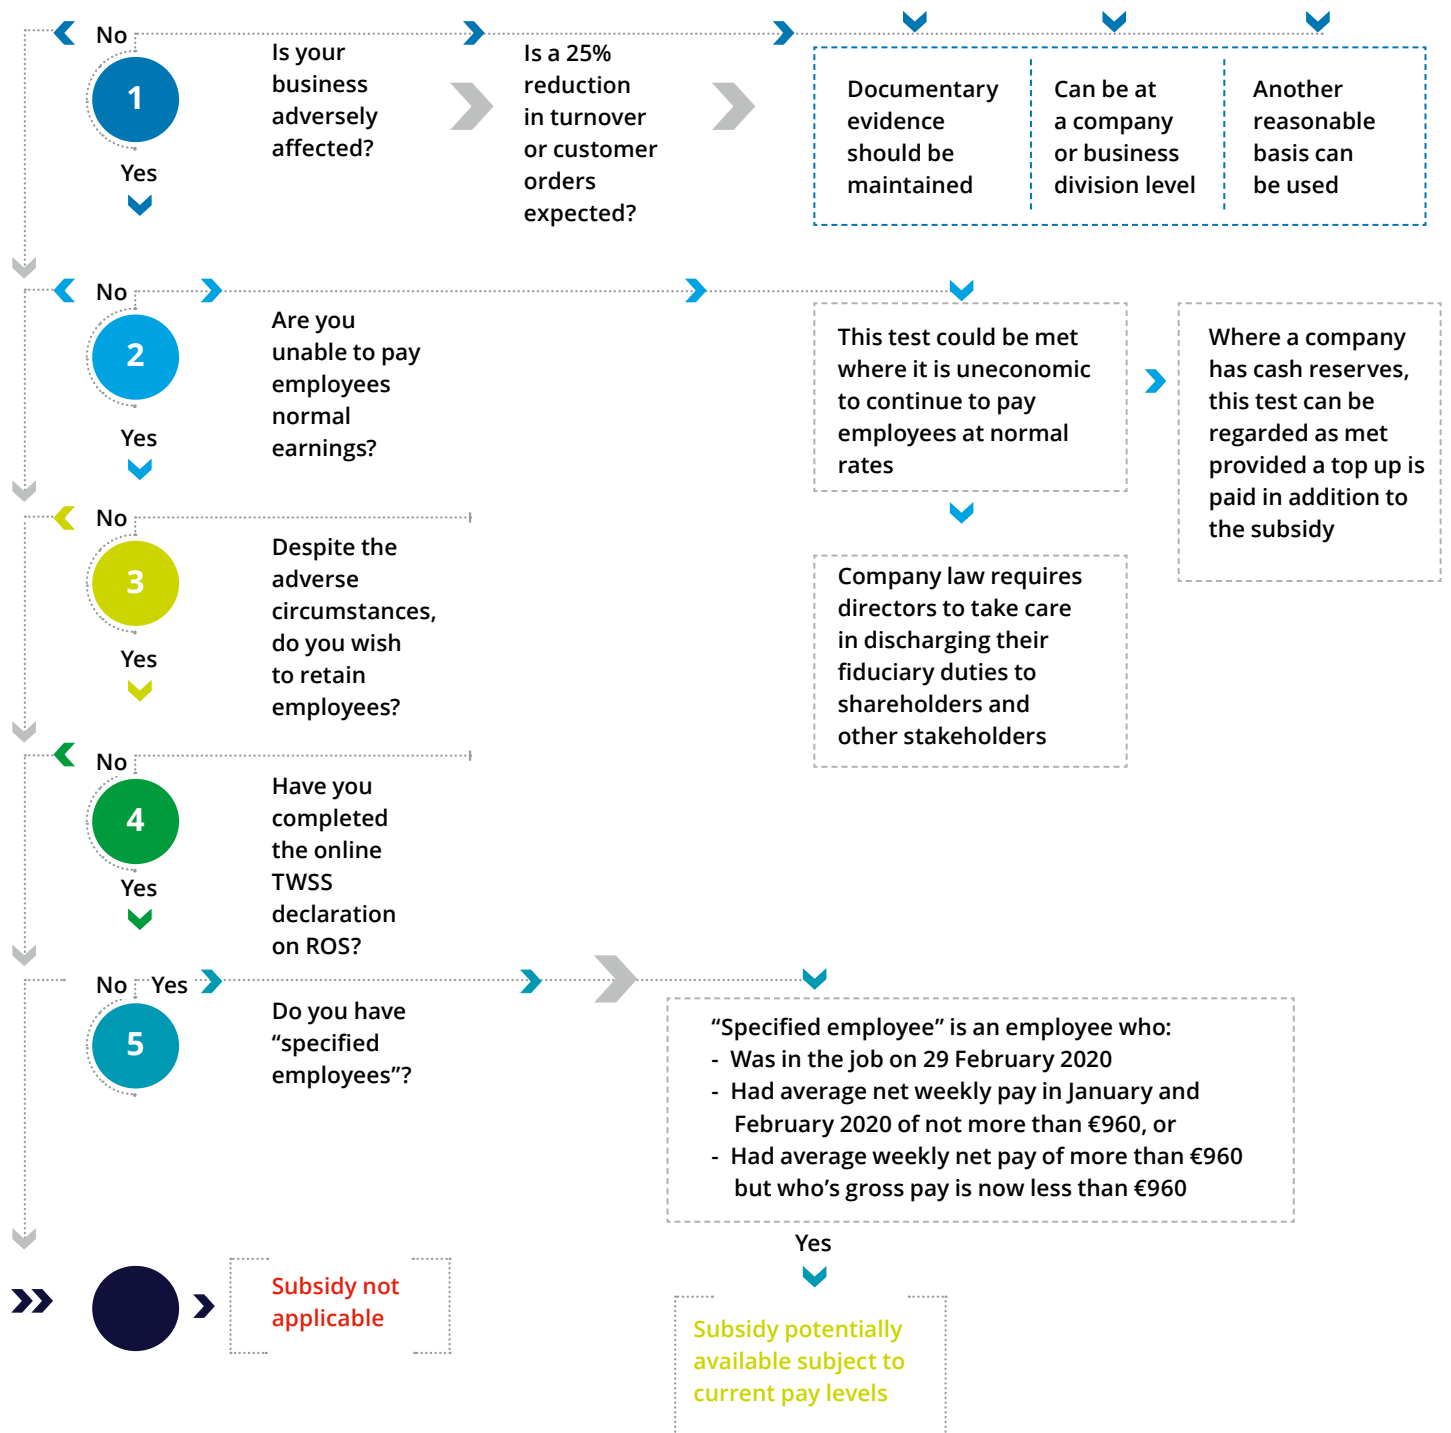 No
1
Yes
Is your
business
adversely
affected?
Is a 25%
reduction
in turnover
or customer
orders
expected?
Documentary
evidence
should be
maintained
Can be at
a company
or business
division level
Another
reasonable
basis can
be used
No
2
Yes
Are you
unable to pay
employees
normal
earnings?
This test could be met
where it is uneconomic
to continue to pay
employees at normal
rates
Where a company
has cash reserves,
this test can be
regarded as met
provided a top up is
paid in addition to
the subsidy
Company law requires
directors to take care
in discharging their
fiduciary duties to
shareholders and
other stakeholders
No
3
Yes
Despite the
adverse
circumstances,
do you wish
to retain
employees?
No
4
Yes
Have you
completed
the online
TWSS
declaration
on ROS?
No Yes
5
Do you have
“specified
employees”?
“Specified employee” is an employee who:
- Was in the job on 29 February 2020
- Had average net weekly pay in January and
February 2020 of not more than €960, or
- Had average weekly net pay of more than €960
but who’s gross pay is now less than €960
Yes
Subsidy not
applicable
Subsidy potentially
available subject to
current pay levels